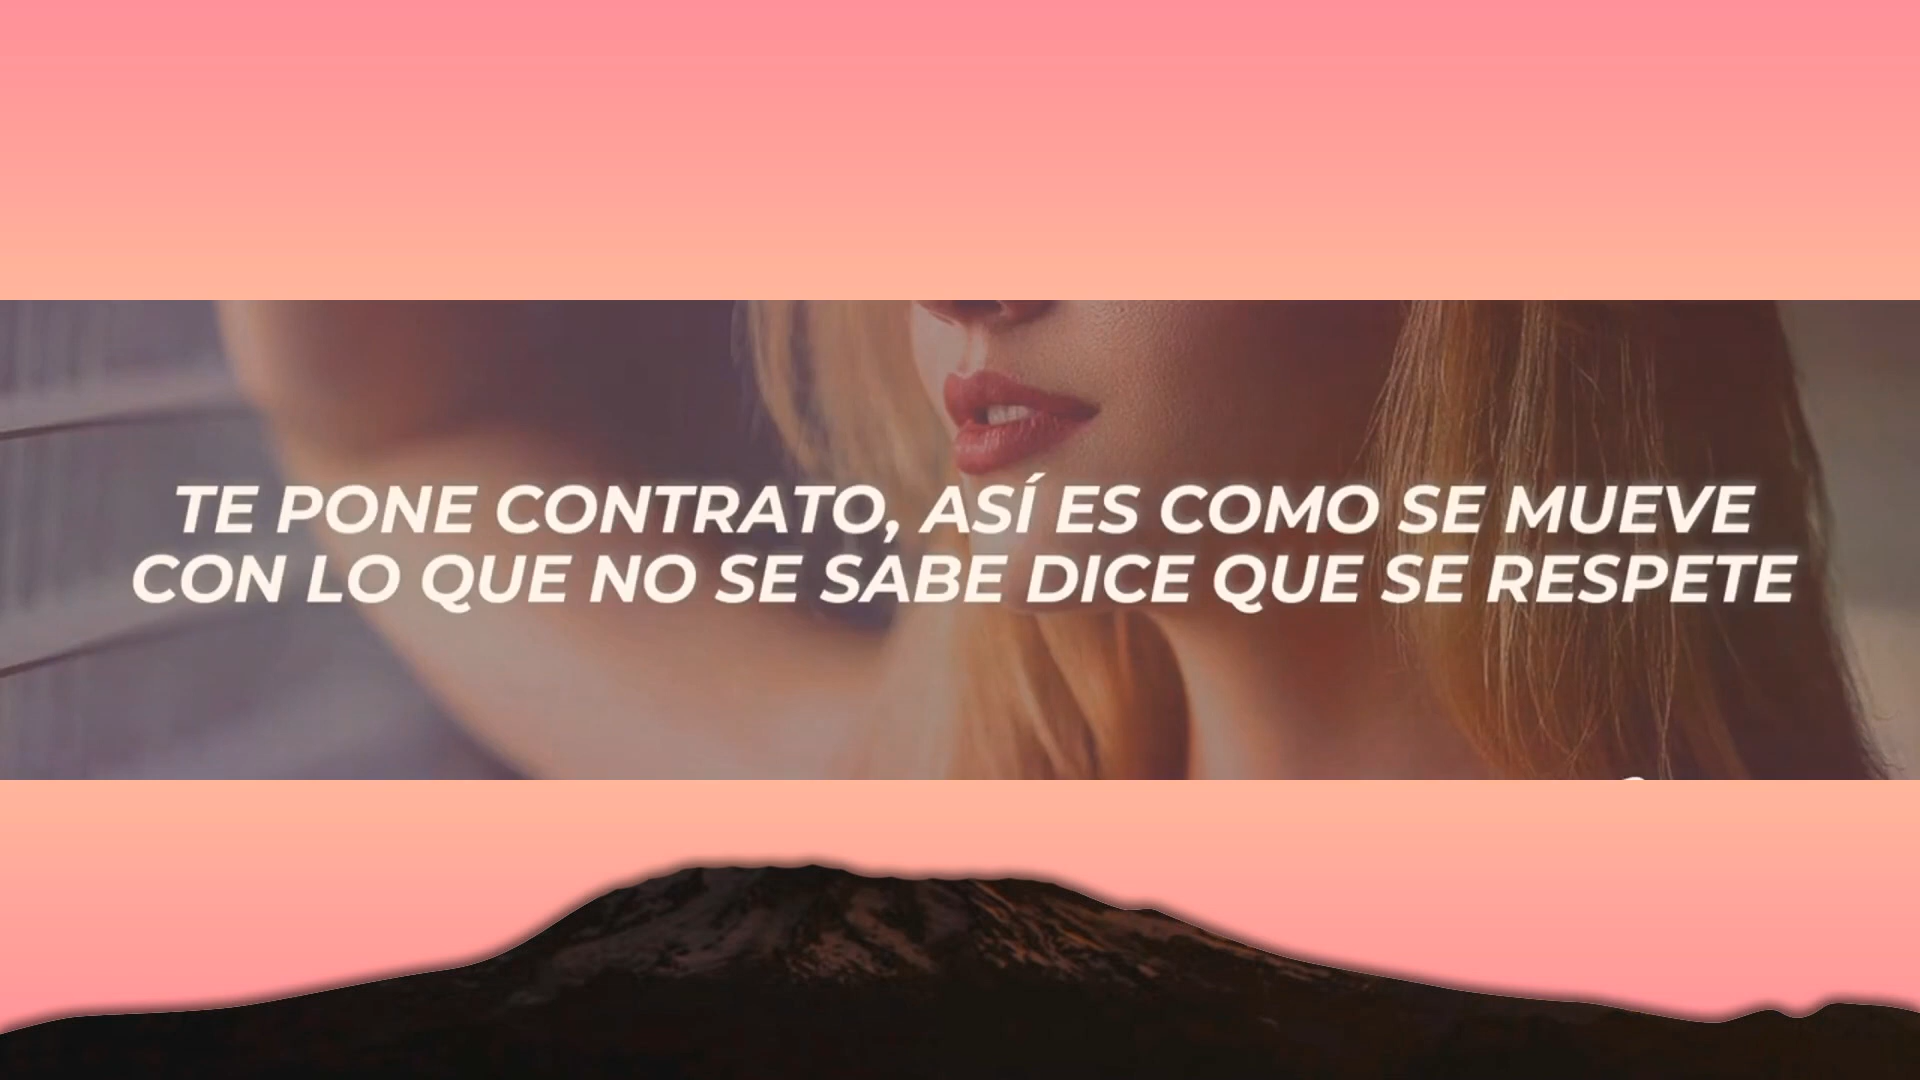 TE PONE CONTRATO, ASÍ ES COMO SE MUEVE
CON LO QUE NO SE SABE DICE QUE SE RESPETE